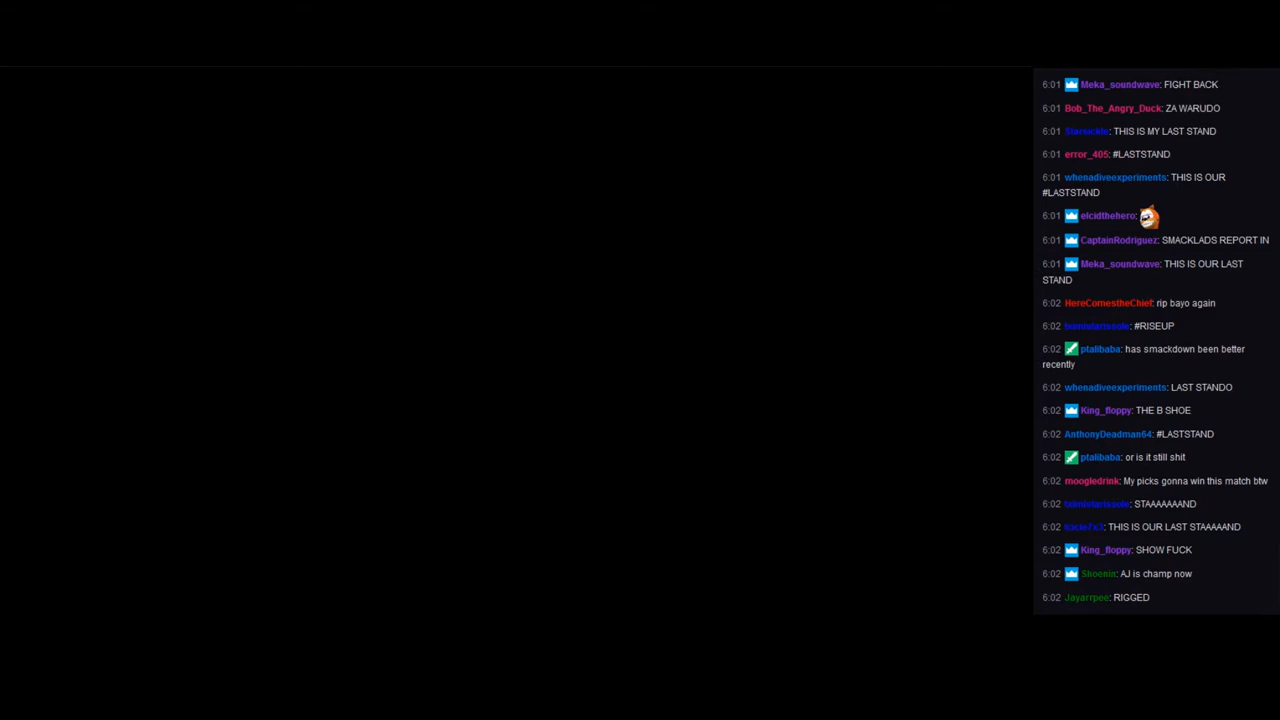 6:01 Meka_soundwave: FIGHT BACK
6:01 Bob_The_Angry_Duck: ZA WARUDO
6:01 Starsickle: THIS IS MY LAST STAND
6:01 error_405: #LASTSTAND
6:01 whenadiveexperiments: THIS IS OUR
#LASTSTAND
6:01 elcidthehero:
6:01 CaptainRodriguez: SMACKLADS REPORT IN
6:01 Meka_soundwave: THIS IS OUR LAST
STAND
6:02 HereComestheChief: rip bayo again
6:02 : #RISEUP
6:02 ptalibaba: has smackdown been better
recently
6:02 whenadiveexperiments: LAST STANDO
6:02 King_floppy: THE B SHOE
6:02 AnthonyDeadman64: #LASTSTAND
6:02 ptalibaba: or is it still shit
6:02 moogledrink: My picks gonna win this match btw
6:02 : STAAAAAAAND
6:02 : THIS IS OUR LAST STAAAAAND
6:02 King_floppy: SHOW FUCK
6:02 Shoenin: AJ is champ now
6:02 Jayarrpee: RIGGED